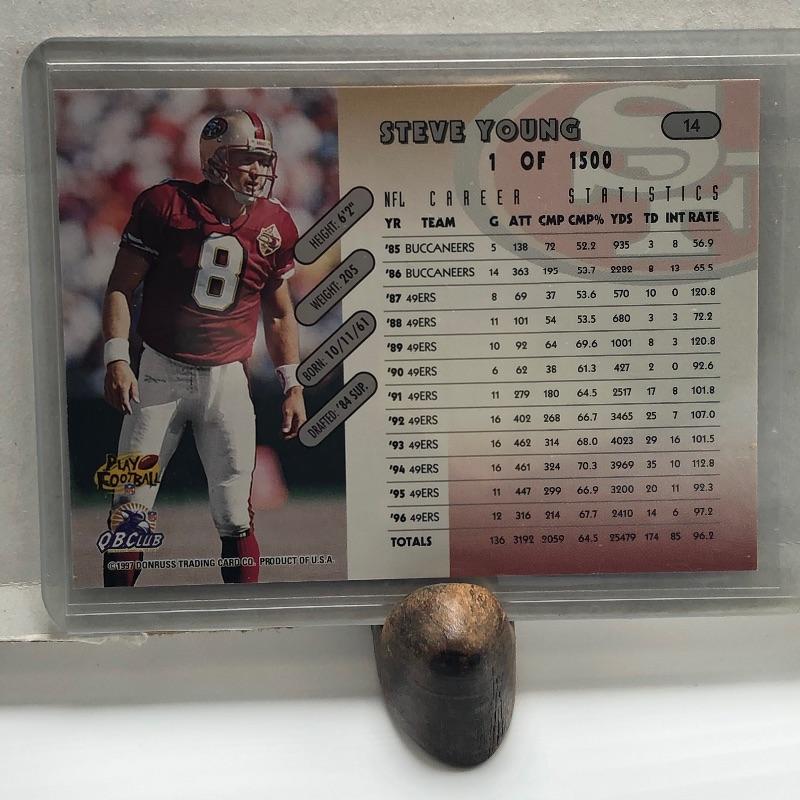 STEVE YOUNG 14
1 OF 1500
NFL CAREER STATISTICS
YR TEAM G ATT CMP CMP% YDS TD INT RATE
'85 BUCCANEERS 5 138 72 52.2 935 3 8 56.9
'86 BUCCANEERS 14 363 195 53.7 2282 8 13 65.5
'87 49ERS 8 69 37 53.6 570 10 0 120.8
'88 49ERS 11 101 54 53.5 680 3 3 72.2
'89 49ERS 10 92 64 69.6 1001 8 3 120.8
'90 49ERS 6 62 38 61.3 427 2 0 92.6
'91 49ERS 11 279 180 64.5 2517 17 8 101.8
'92 49ERS 16 402 268 66.7 3465 25 7 107.0
'93 49ERS 16 462 314 68.0 4023 29 16 101.5
'94 49ERS 16 461 324 70.3 3969 35 10 112.8
'95 49ERS 11 447 299 66.9 3200 20 11 92.3
'96 49ERS 12 316 214 67.7 2410 14 6 97.2
TOTALS 136 3192 2059 64.5 25479 174 85 96.2
HEIGHT: 6'2"
WEIGHT: 205
BORN: 10/11/61
DRAFTED: '84 SUP.
8
PLAY
FOOTBALL
QB CLUB
©1997 DONRUSS TRADING CARD CO. PRODUCT OF U.S.A.
SF